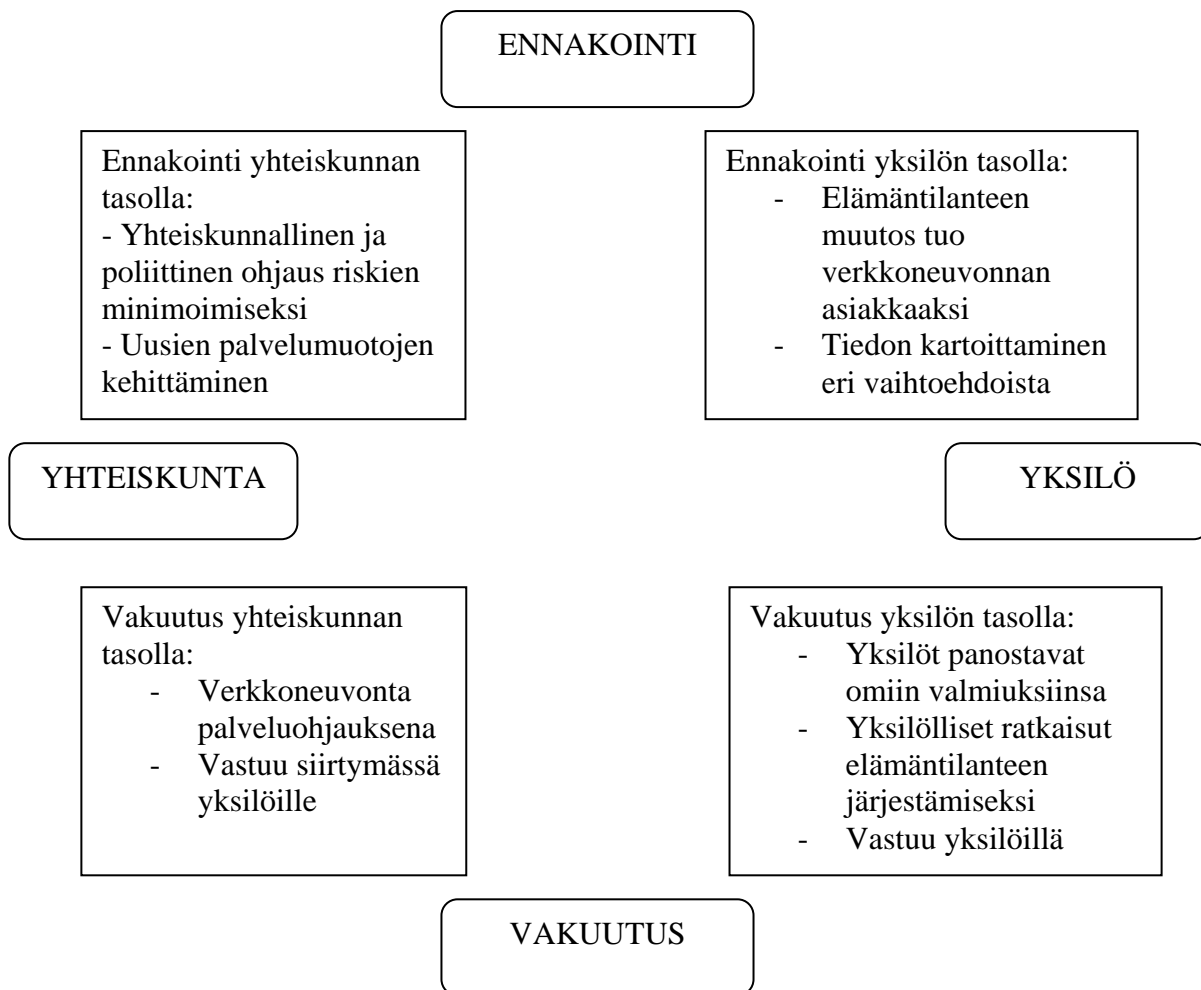 ENNAKOINTI
Ennakointi yhteiskunnan
tasolla:
- Yhteiskunnallinen ja
poliittinen ohjaus riskien
minimoimiseksi
- Uusien palvelumuotojen
kehittäminen
Ennakointi yksilön tasolla:
- Elämäntilanteen
muutos tuo
verkkoneuvonnan
asiakkaaksi
- Tiedon kartoittaminen
eri vaihtoehdoista
YHTEISKUNTA
YKSILÖ
Vakuutus yhteiskunnan
tasolla:
- Verkkoneuvonta
palveluohjauksena
- Vastuu siirtymässä
yksilöille
Vakuutus yksilön tasolla:
- Yksilöt panostavat
omiin valmiuksiinsa
- Yksilölliset ratkaisut
elämäntilanteen
järjestämiseksi
- Vastuu yksilöillä
VAKUUTUS